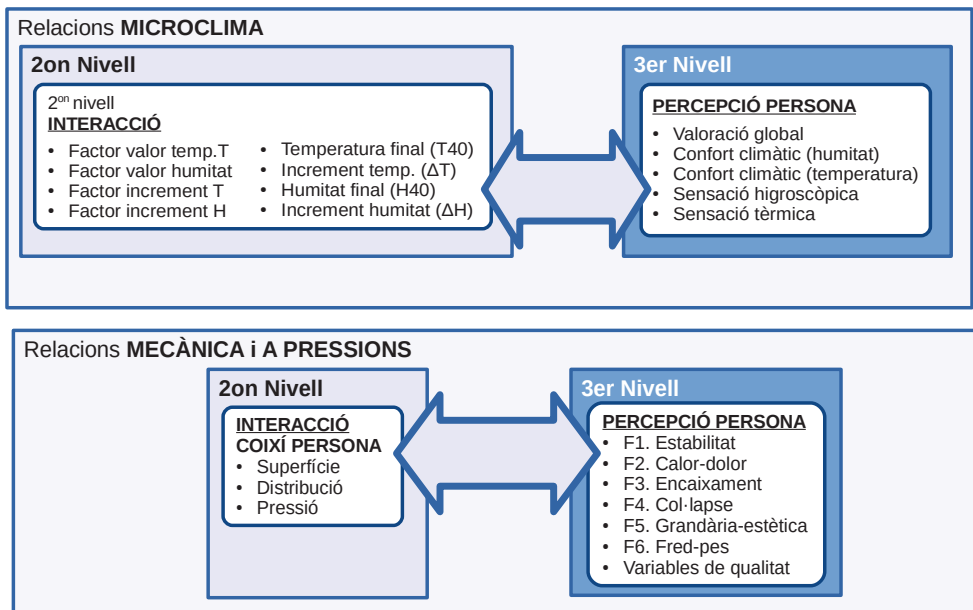 Relacions MICROCLIMA
2on Nivell
2on nivell
INTERACCIÓ
• Factor valor temp.T
• Factor valor humitat
• Factor increment T
• Factor increment H
• Temperatura final (T40)
• Increment temp. (ΔT)
• Humitat final (H40)
• Increment humitat (ΔH)
3er Nivell
PERCEPCIÓ PERSONA
• Valoració global
• Confort climàtic (humitat)
• Confort climàtic (temperatura)
• Sensació higroscòpica
• Sensació tèrmica
Relacions MECÀNICA i A PRESSIONS
2on Nivell
INTERACCIÓ
COIXÍ PERSONA
• Superfície
• Distribució
• Pressió
3er Nivell
PERCEPCIÓ PERSONA
• F1. Estabilitat
• F2. Calor-dolor
• F3. Encaixament
• F4. Col·lapse
• F5. Grandària-estètica
• F6. Fred-pes
• Variables de qualitat